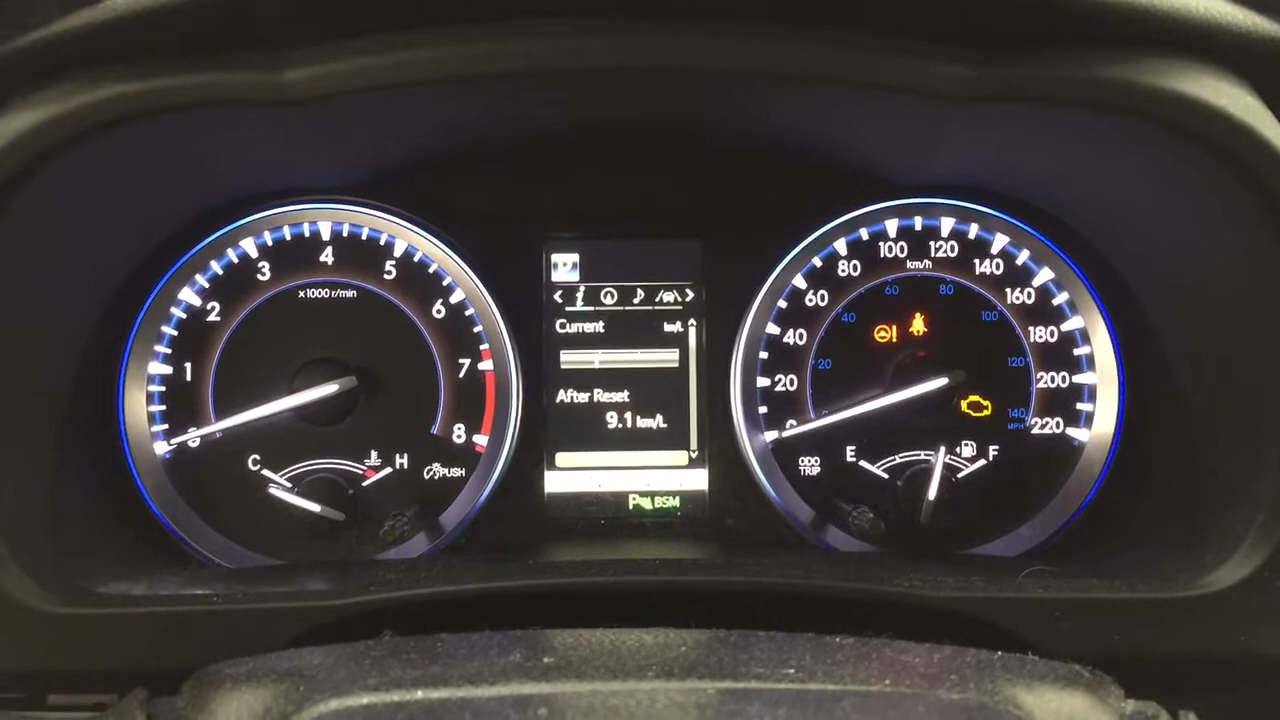 0
1
2
3
4
5
6
7
8
x1000 r/min
C
H
PUSH
P
Current
km/L
After Reset
9.1 km/L
BSM
0
20
40
60
80
100
120
140
160
180
200
220
km/h
20
40
60
80
100
120
140
MPH
ODO
TRIP
E
F